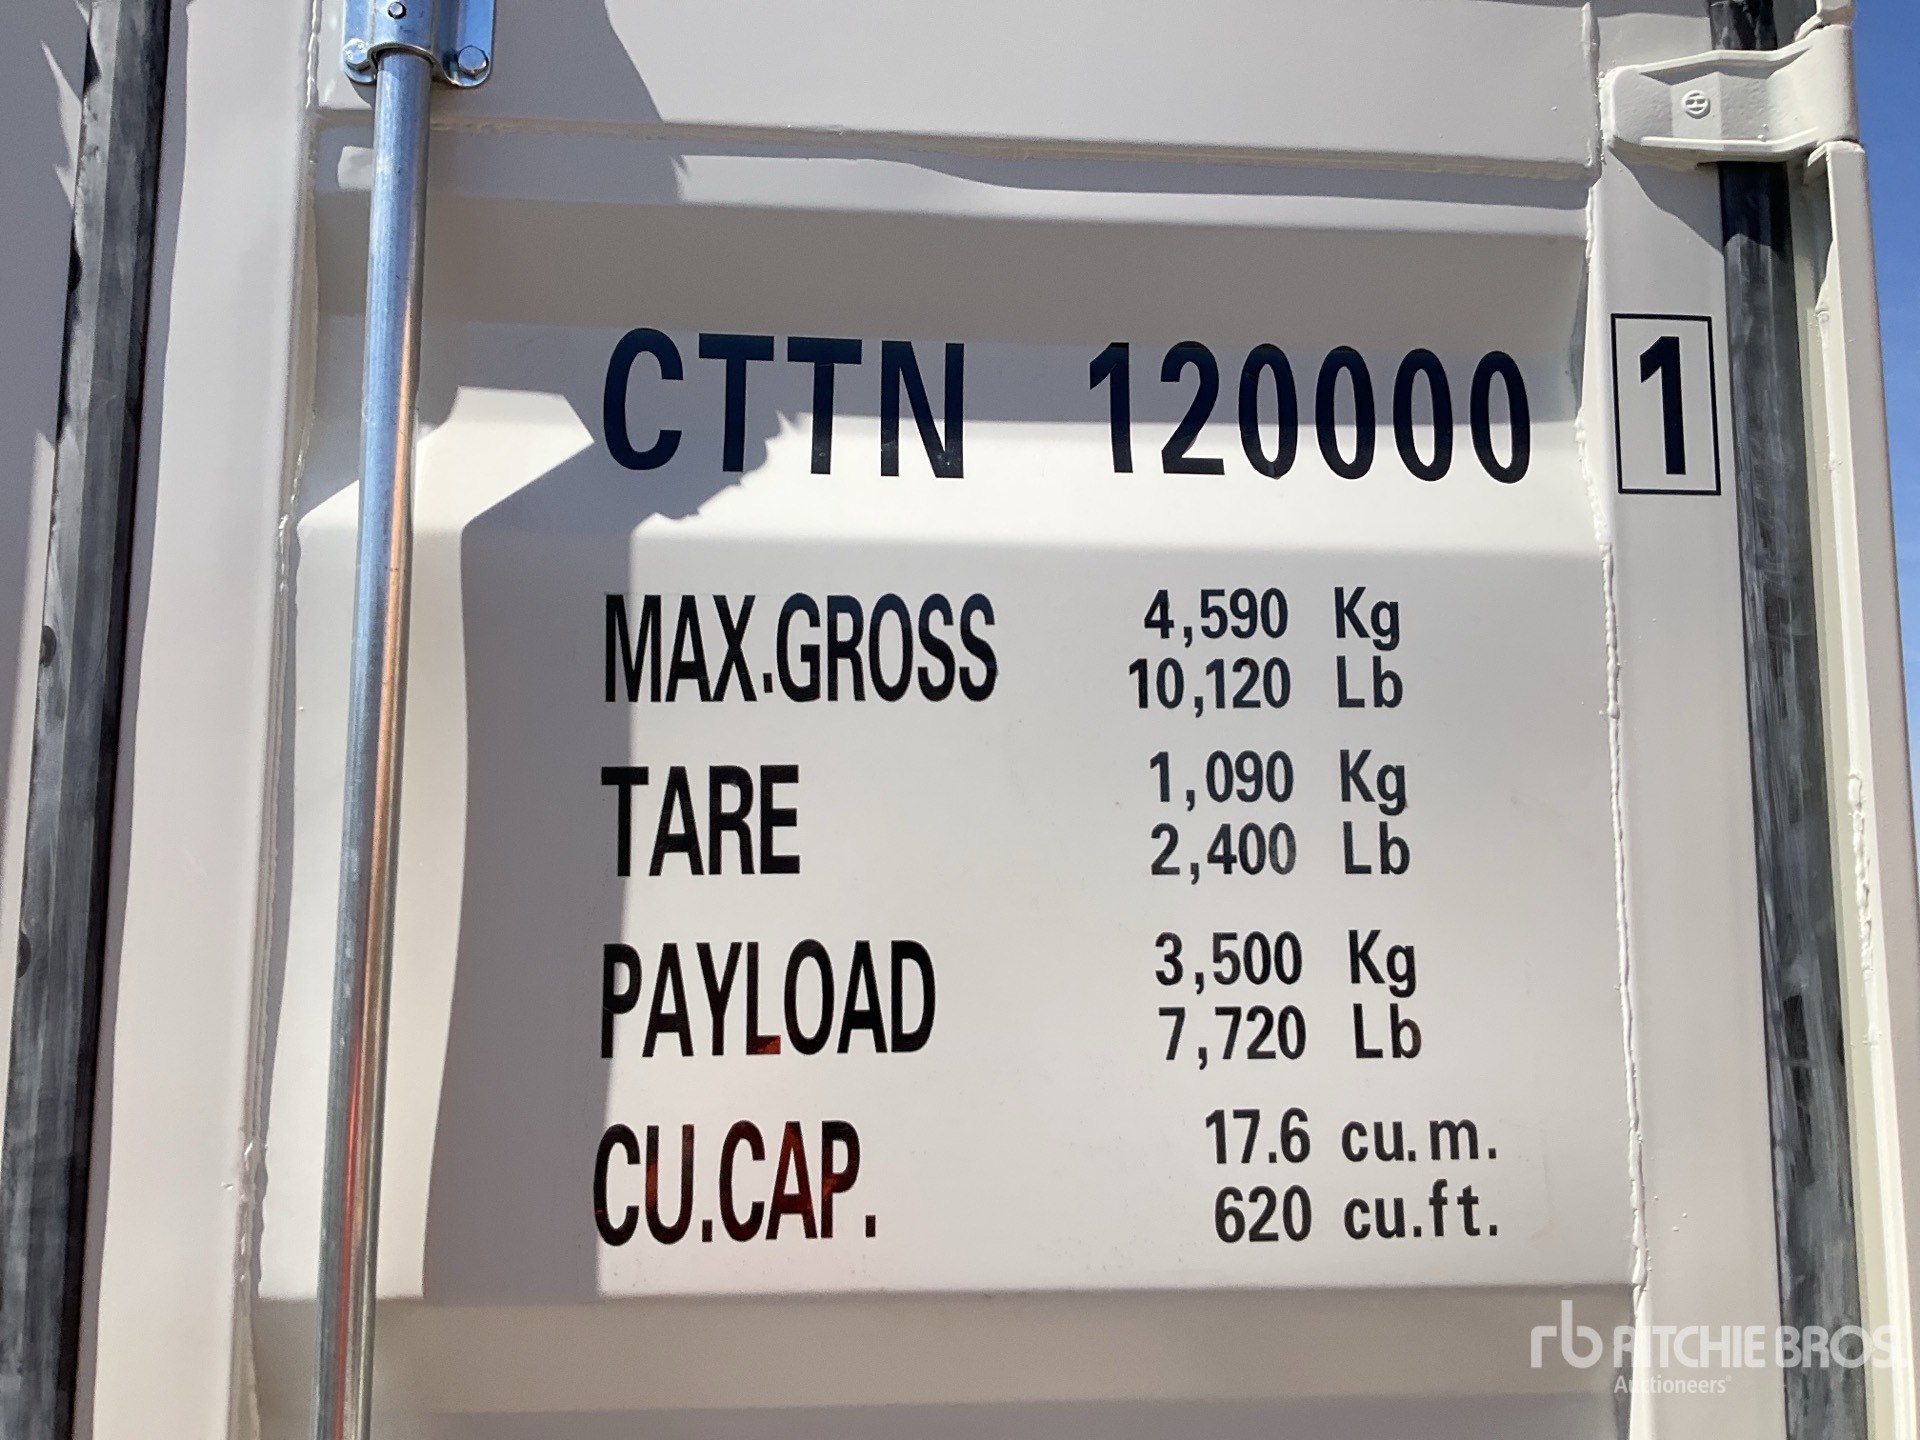 CTTN 120000 1
MAX.GROSS 4,590 Kg
10,120 Lb
TARE 1,090 Kg
2,400 Lb
PAYLOAD 3,500 Kg
7,720 Lb
CU.CAP. 17.6 cu.m.
620 cu.ft.
rb RITCHIE BROS.
Auctioneers